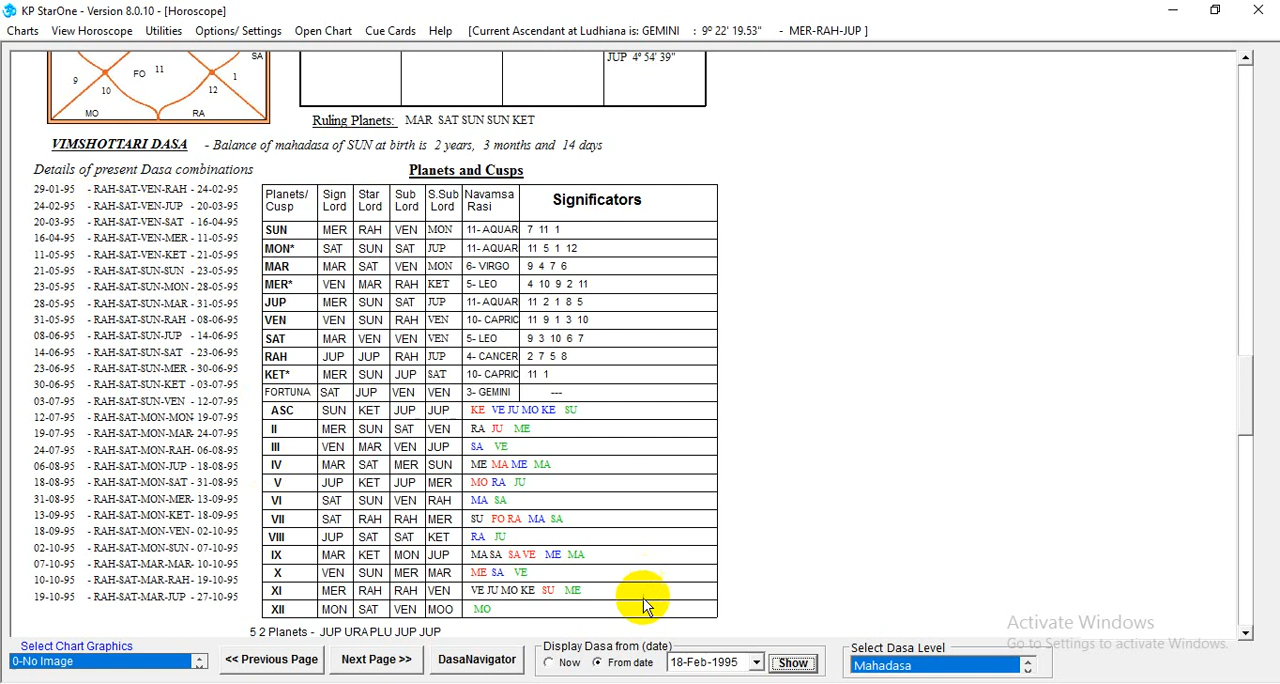 KP StarOne - Version 8.0.10 - [Horoscope]
Charts View Horoscope Utilities Options/ Settings Open Chart Cue Cards Help [Current Ascendant at Ludhiana is: GEMINI : 9° 22' 19.53" - MER-RAH-JUP ]
SA
JUP 4° 54' 39"
9 FO 11 1
10 12
MO RA
Ruling Planets: MAR SAT SUN SUN KET
VIMSHOTTARI DASA - Balance of mahadasa of SUN at birth is 2 years, 3 months and 14 days
Details of present Dasa combinations
29-01-95 - RAH-SAT-VEN-RAH - 24-02-95
24-02-95 - RAH-SAT-VEN-JUP - 20-03-95
20-03-95 - RAH-SAT-VEN-SAT - 16-04-95
16-04-95 - RAH-SAT-VEN-MER - 11-05-95
11-05-95 - RAH-SAT-VEN-KET - 21-05-95
21-05-95 - RAH-SAT-SUN-SUN - 23-05-95
23-05-95 - RAH-SAT-SUN-MON - 28-05-95
28-05-95 - RAH-SAT-SUN-MAR - 31-05-95
31-05-95 - RAH-SAT-SUN-RAH - 08-06-95
08-06-95 - RAH-SAT-SUN-JUP - 14-06-95
14-06-95 - RAH-SAT-SUN-SAT - 23-06-95
23-06-95 - RAH-SAT-SUN-MER - 30-06-95
30-06-95 - RAH-SAT-SUN-KET - 03-07-95
03-07-95 - RAH-SAT-SUN-VEN - 12-07-95
12-07-95 - RAH-SAT-MON-MON- 19-07-95
19-07-95 - RAH-SAT-MON-MAR- 24-07-95
24-07-95 - RAH-SAT-MON-RAH- 06-08-95
06-08-95 - RAH-SAT-MON-JUP - 18-08-95
18-08-95 - RAH-SAT-MON-SAT - 31-08-95
31-08-95 - RAH-SAT-MON-MER- 13-09-95
13-09-95 - RAH-SAT-MON-KET- 18-09-95
18-09-95 - RAH-SAT-MON-VEN- 02-10-95
02-10-95 - RAH-SAT-MON-SUN - 07-10-95
07-10-95 - RAH-SAT-MAR-MAR- 10-10-95
10-10-95 - RAH-SAT-MAR-RAH- 19-10-95
19-10-95 - RAH-SAT-MAR-JUP - 27-10-95
Planets and Cusps
Planets/ Cusp Sign Lord Star Lord Sub Lord S.Sub Lord Navamsa Rasi Significators
SUN MER RAH VEN MON 11- AQUAR 7 11 1
MON* SAT SUN SAT JUP 11- AQUAR 11 5 1 12
MAR MAR SAT VEN MON 6- VIRGO 9 4 7 6
MER* VEN MAR RAH KET 5- LEO 4 10 9 2 11
JUP MER SUN SAT JUP 11- AQUAR 11 2 1 8 5
VEN VEN SUN RAH VEN 10- CAPRIC 11 9 1 3 10
SAT MAR VEN VEN VEN 5- LEO 9 3 10 6 7
RAH JUP JUP RAH JUP 4- CANCER 2 7 5 8
KET* MER SUN JUP SAT 10- CAPRIC 11 1
FORTUNA SAT JUP VEN VEN 3- GEMINI ---
ASC SUN KET JUP JUP KE VE JU MO KE SU
II MER SUN SAT VEN RA JU ME
III VEN MAR VEN JUP SA VE
IV MAR SAT MER SUN ME MA ME MA
V JUP KET JUP MER MO RA JU
VI SAT SUN VEN RAH MA SA
VII SAT RAH RAH MER SU FO RA MA SA
VIII JUP SAT SAT KET RA JU
IX MAR KET MON JUP MA SA SA VE ME MA
X VEN SUN MER MAR ME SA VE
XI MER RAH RAH VEN VE JU MO KE SU ME
XII MON SAT VEN MOO MO
5 2 Planets - JUP URA PLU JUP JUP
Activate Windows
Go to Settings to activate Windows.
Select Chart Graphics
0-No Image
<< Previous Page Next Page >> DasaNavigator
Display Dasa from (date)
Now From date 18-Feb-1995 Show
Select Dasa Level
Mahadasa